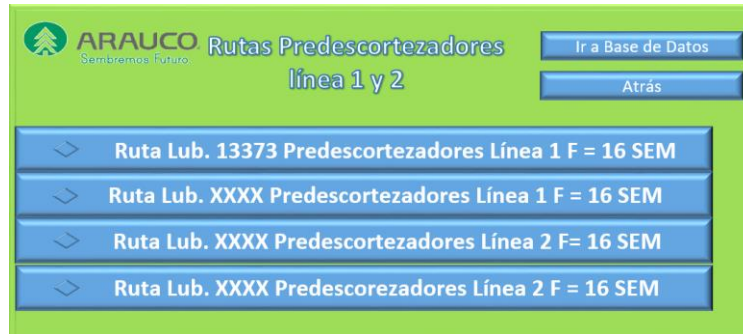 ARAUCO
Sembremos Futuro
Rutas Predescortezadores
línea 1 y 2
Ir a Base de Datos
Atrás
Ruta Lub. 13373 Predescortezadores Línea 1 F = 16 SEM
Ruta Lub. XXXX Predescortezadores Línea 1 F = 16 SEM
Ruta Lub. XXXX Predescortezadores Línea 2 F= 16 SEM
Ruta Lub. XXXX Predescorezadores Línea 2 F = 16 SEM